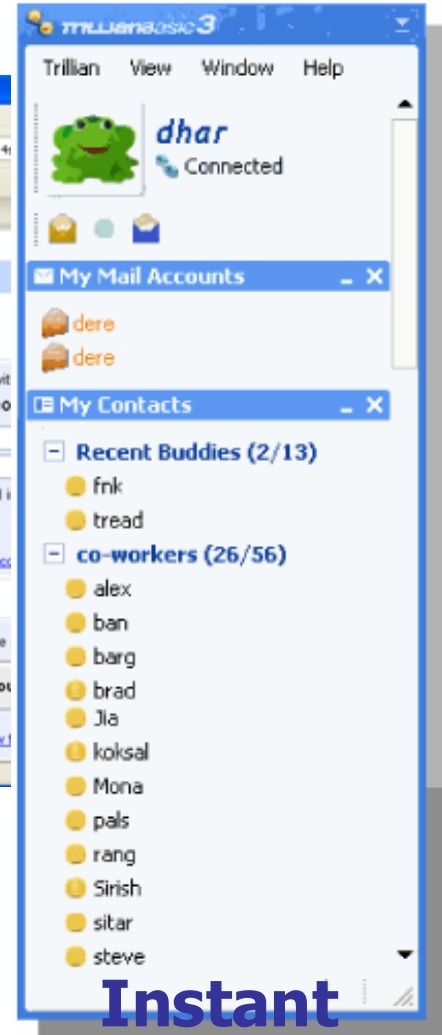 trillian basic 3
Trillian View Window Help
dhar
Connected
My Mail Accounts
dere
dere
My Contacts
Recent Buddies (2/13)
fnk
tread
co-workers (26/56)
alex
ban
barg
brad
Jia
koksal
Mona
pals
rang
Sirish
sitar
steve
Instant